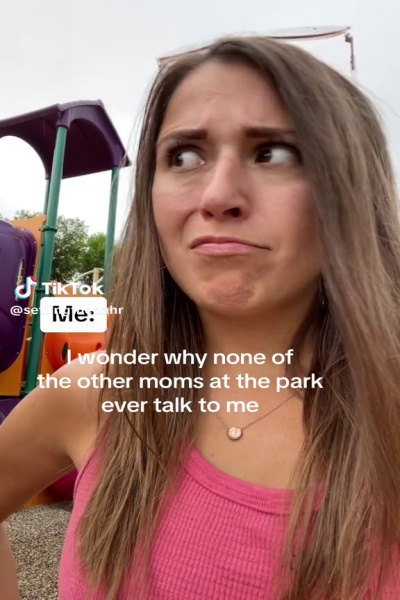 TikTok
Me:
I wonder why none of
the other moms at the park
ever talk to me